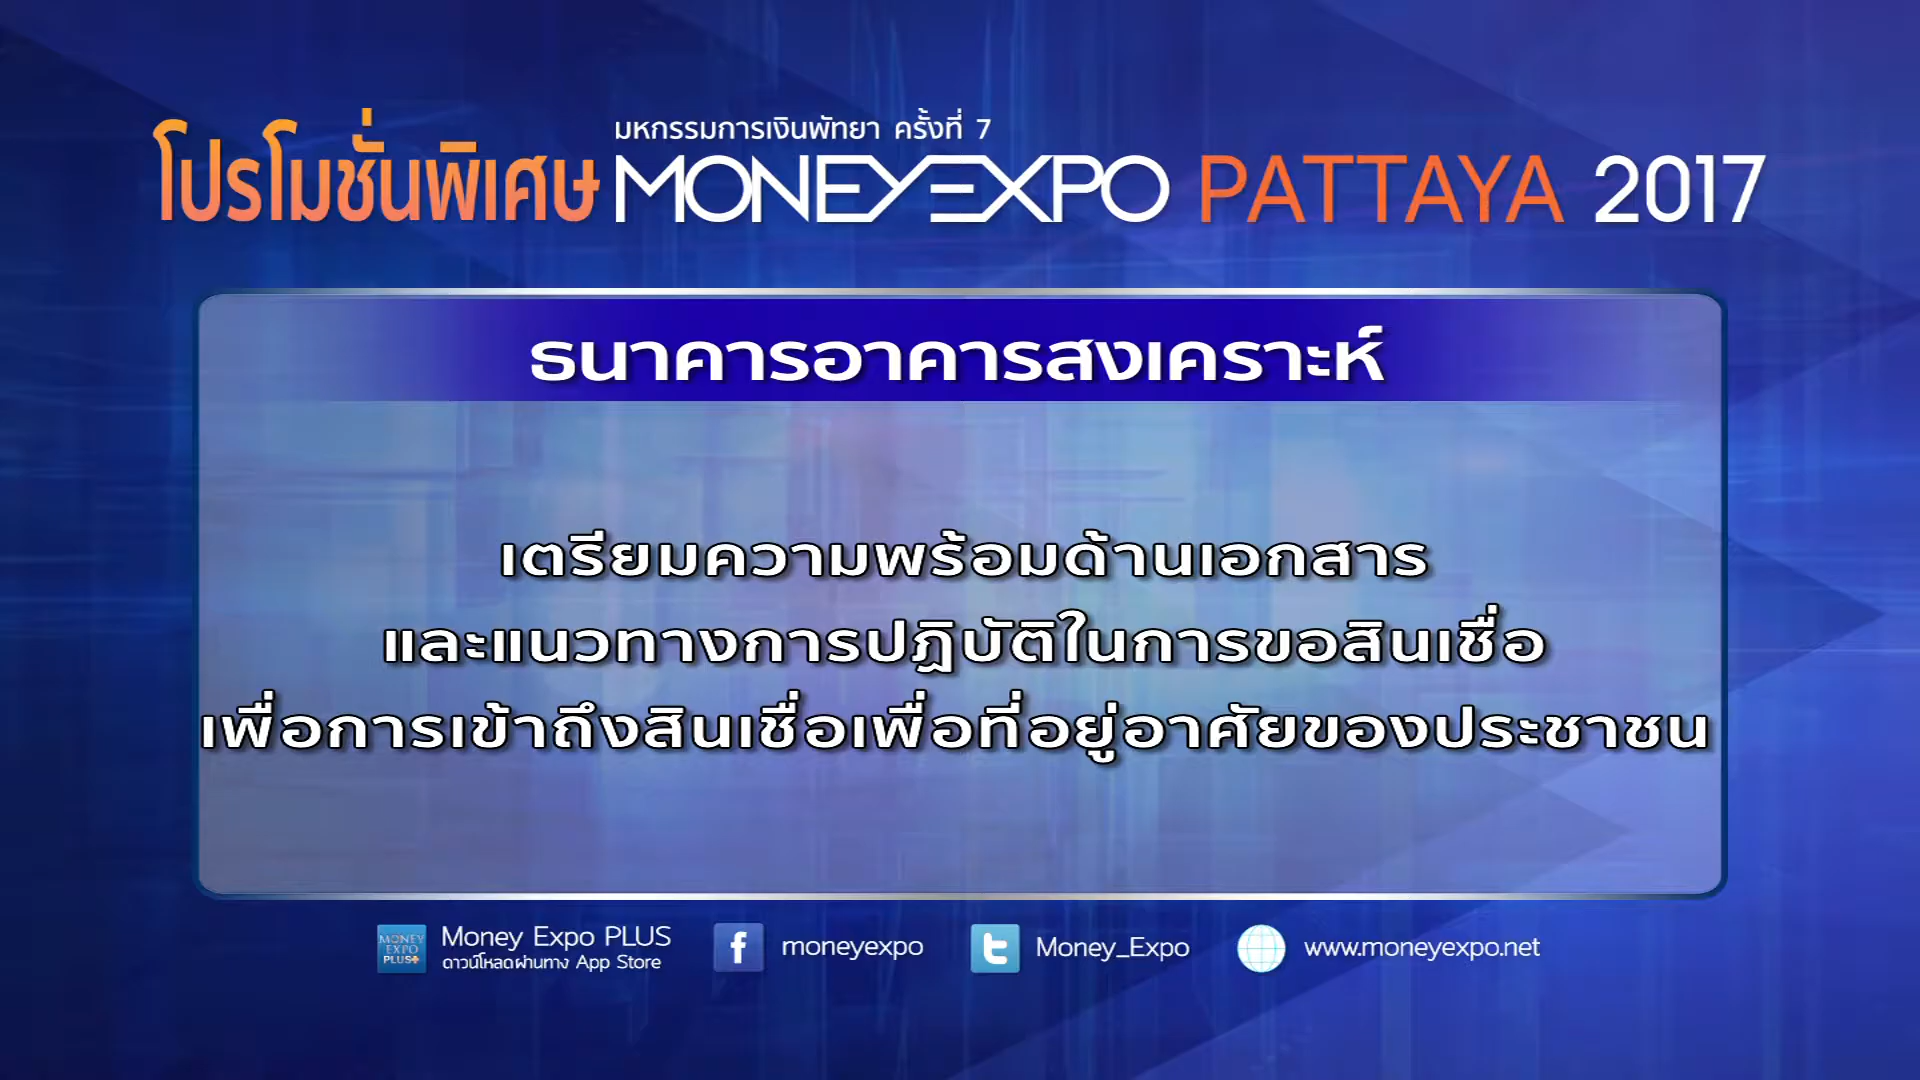 โปรโมชั่นพิเศษ
มหกรรมการเงินพัทยา ครั้งที่ 7
MONEY EXPO PATTAYA 2017
ธนาคารอาคารสงเคราะห์
เตรียมความพร้อมด้านเอกสาร
และแนวทางการปฏิบัติในการขอสินเชื่อ
เพื่อการเข้าถึงสินเชื่อเพื่อที่อยู่อาศัยของประชาชน
MONEY EXPO PLUS+
Money Expo PLUS
ดาวน์โหลดผ่านทาง App Store
moneyexpo
Money_Expo
www.moneyexpo.net